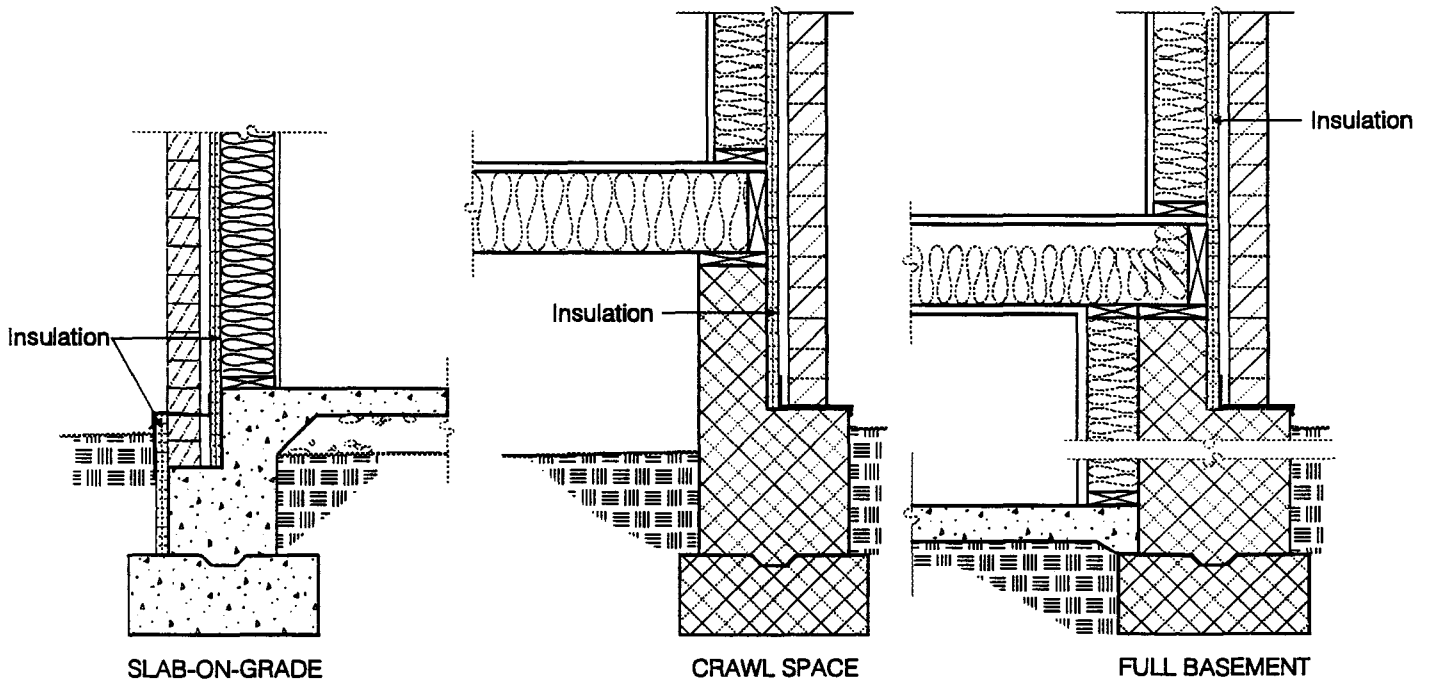 Insulation
Insulation
Insulation
SLAB-ON-GRADE
CRAWL SPACE
FULL BASEMENT